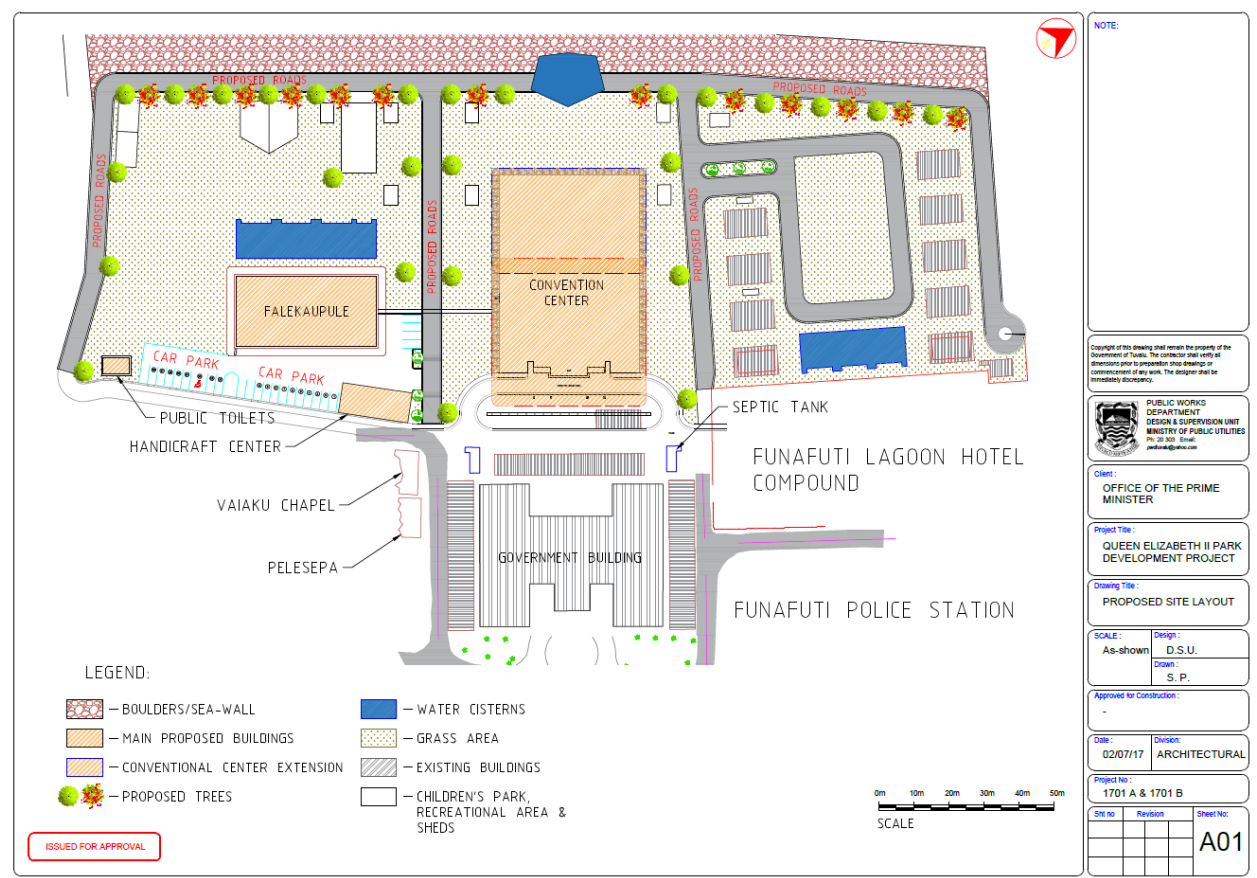 PROPOSED ROADS
PROPOSED ROADS
PROPOSED ROADS
PROPOSED ROADS
PROPOSED ROADS
CONVENTION
CENTER
FALEKAUPULE
CAR PARK
CAR PARK
PUBLIC TOILETS
HANDICRAFT CENTER
SEPTIC TANK
VAIAKU CHAPEL
PELESEPA
FUNAFUTI LAGOON HOTEL
COMPOUND
GOVERNMENT BUILDING
FUNAFUTI POLICE STATION
LEGEND:
BOULDERS/SEA-WALL
MAIN PROPOSED BUILDINGS
CONVENTIONAL CENTER EXTENSION
PROPOSED TREES
WATER CISTERNS
GRASS AREA
EXISTING BUILDINGS
CHILDREN'S PARK,
RECREATIONAL AREA &
SHEDS
0m 10m 20m 30m 40m 50m
SCALE
ISSUED FOR APPROVAL
NOTE:
Copyright of this drawing shall remain the property of the
Government of Tuvalu. The contractor shall verify all
dimensions prior to preparation shop drawings or
commencement of any work. The designer shall be
immediately discrepancy.
PUBLIC WORKS
DEPARTMENT
DESIGN & SUPERVISION UNIT
MINISTRY OF PUBLIC UTILITIES
Ph: 20 303 Email:
pwdtuvalu@yahoo.com
Client :
OFFICE OF THE PRIME
MINISTER
Project Title :
QUEEN ELIZABETH II PARK
DEVELOPMENT PROJECT
Drawing Title :
PROPOSED SITE LAYOUT
SCALE :
As-shown
Design :
D.S.U.
Drawn :
S. P.
Approved for Construction :
-
Date :
02/07/17
Division:
ARCHITECTURAL
Project No :
1701 A & 1701 B
Sht no
Revision
Sheet No:
A01